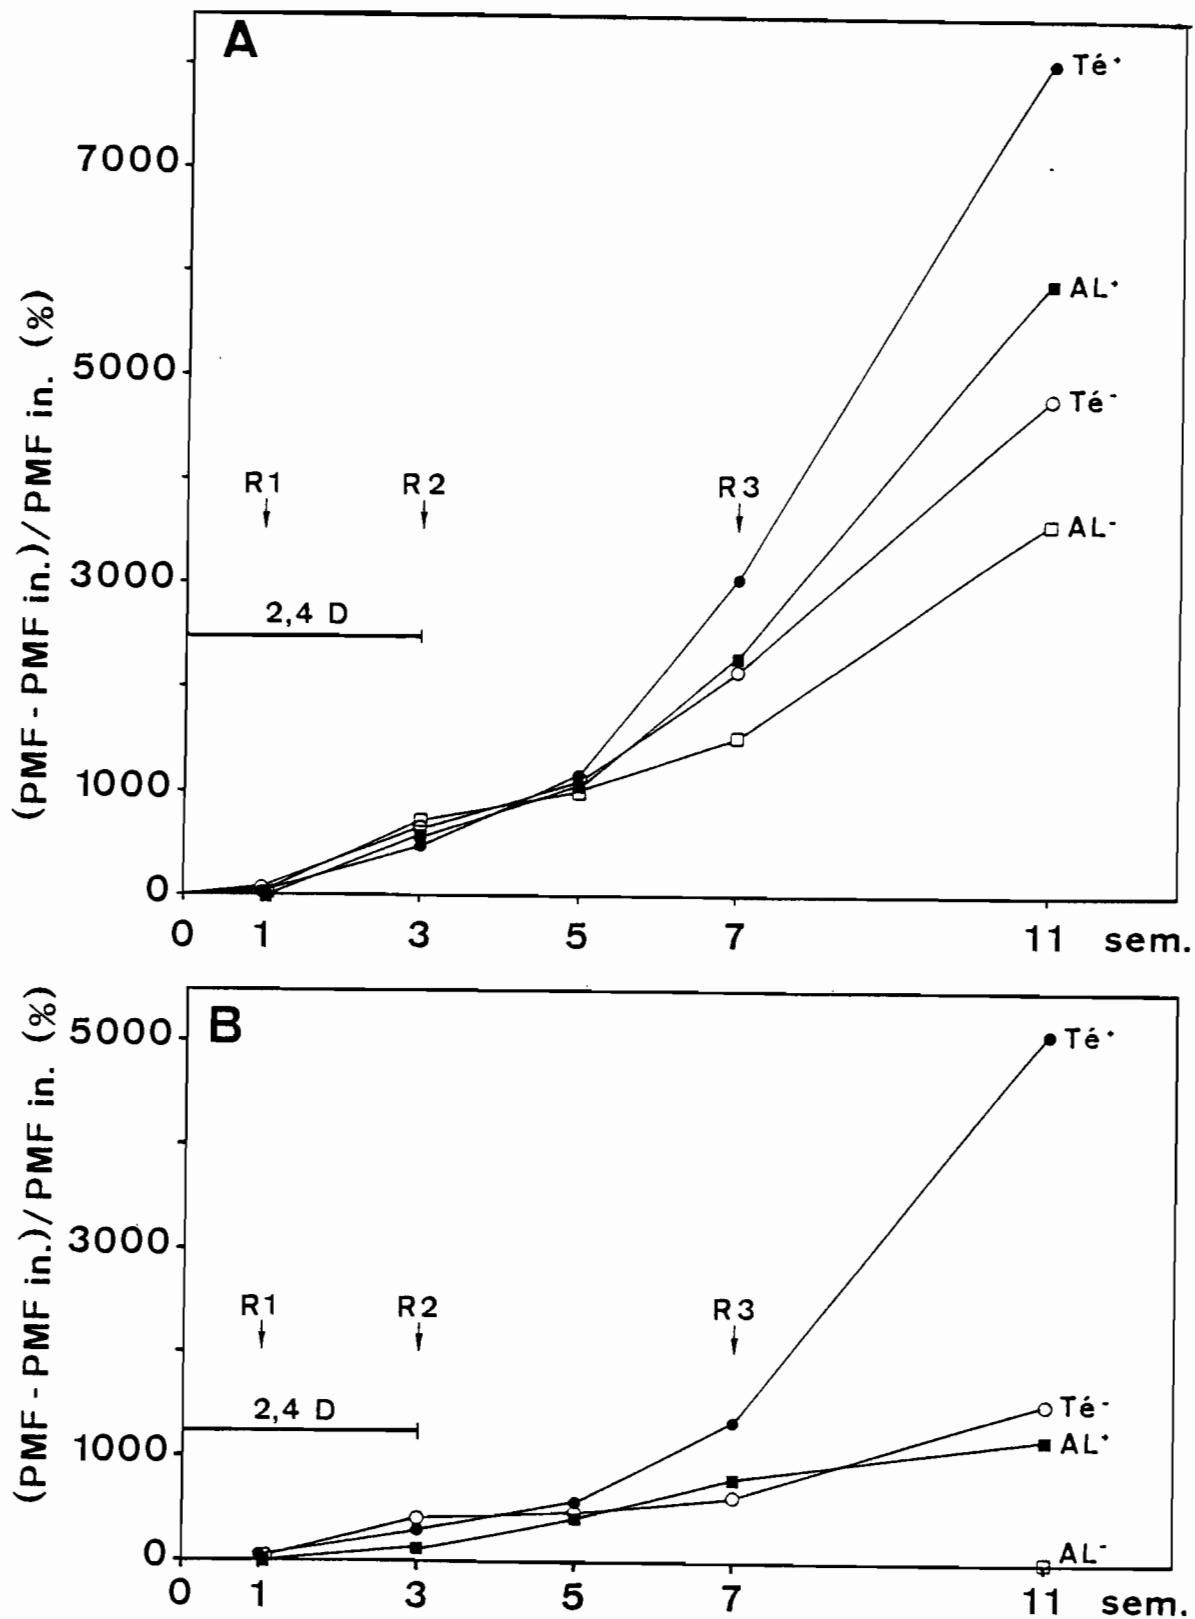 A
(PMF - PMF in.)/PMF in. (%)
7000
5000
3000
1000
0
R1
R2
R3
2,4 D
Té+
AL+
Té-
AL-
0 1 3 5 7 11 sem.
B
(PMF - PMF in.)/PMF in. (%)
5000
3000
1000
0
R1
R2
R3
2,4 D
Té+
Té-
AL+
AL-
0 1 3 5 7 11 sem.